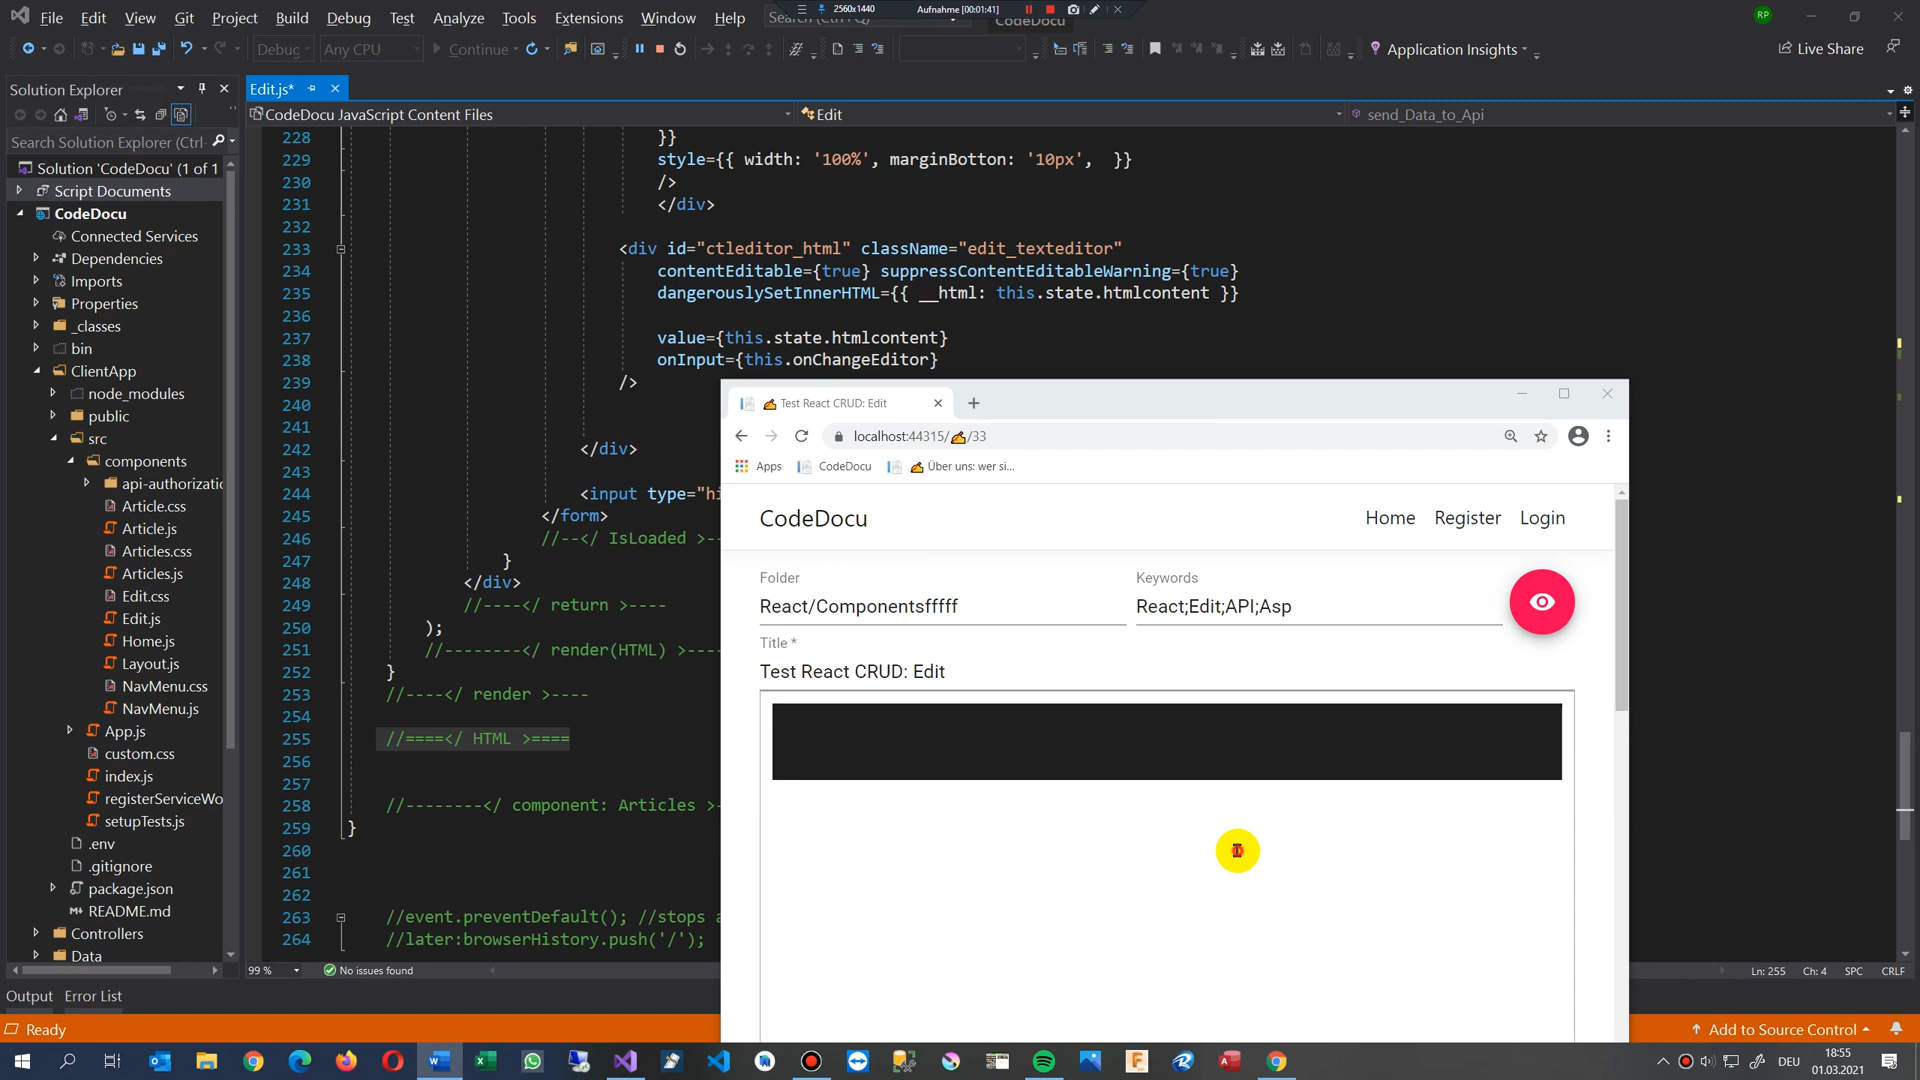 File Edit View Git Project Build Debug Test Analyze Tools Extensions Window Help
2560x1440 Aufnahme [00:01:41]
CodeDocu
RP
Debug Any CPU Continue Application Insights Live Share
Solution Explorer
Search Solution Explorer (Ctrl-
Solution 'CodeDocu' (1 of 1
Script Documents
CodeDocu
Connected Services
Dependencies
Imports
Properties
_classes
bin
ClientApp
node_modules
public
src
components
api-authorizatic
Article.css
Article.js
Articles.css
Articles.js
Edit.css
Edit.js
Home.js
Layout.js
NavMenu.css
NavMenu.js
App.js
custom.css
index.js
registerServiceWo
setupTests.js
.env
.gitignore
package.json
README.md
Controllers
Data
Edit.js*
CodeDocu JavaScript Content Files Edit send_Data_to_Api
228 }}
229 style={{ width: '100%', marginBotton: '10px', }}
230 />
231 </div>
232
233 <div id="ctleditor_html" className="edit_texteditor"
234 contentEditable={true} suppressContentEditableWarning={true}
235 dangerouslySetInnerHTML={{ __html: this.state.htmlcontent }}
236
237 value={this.state.htmlcontent}
238 onInput={this.onChangeEditor}
239 />
240
241
242 </div>
243
244 <input type="hi
245 </form>
246 //--</ IsLoaded >--
247 }
248 </div>
249 //----</ return >----
250 );
251 //--------</ render(HTML) >----
252 }
253 //----</ render >----
254
255 //====</ HTML >====
256
257
258 //--------</ component: Articles >-
259 }
260
261
262
263 //event.preventDefault(); //stops a
264 //later:browserHistory.push('/');
99 % No issues found
Ln: 255 Ch: 4 SPC CRLF
Test React CRUD: Edit
localhost:44315/✍/33
Apps CodeDocu ✍ Über uns: wer si...
CodeDocu
Home Register Login
Folder
React/Componentsfffff
Keywords
React;Edit;API;Asp
Title *
Test React CRUD: Edit
Output Error List
Ready
Add to Source Control
DEU
18:55
01.03.2021